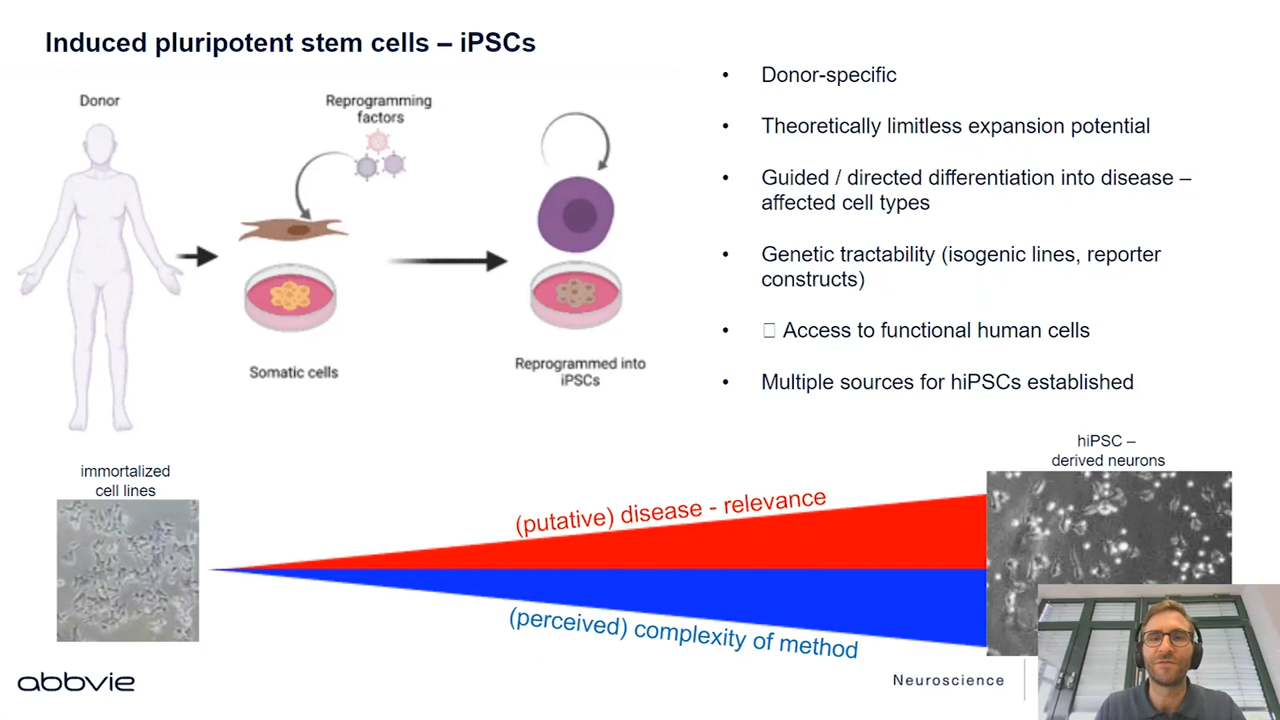 Induced pluripotent stem cells – iPSCs
Donor
Reprogramming
factors
Somatic cells
Reprogrammed into
iPSCs
• Donor-specific
• Theoretically limitless expansion potential
• Guided / directed differentiation into disease –
affected cell types
• Genetic tractability (isogenic lines, reporter
constructs)
• Access to functional human cells
• Multiple sources for hiPSCs established
immortalized
cell lines
(putative) disease - relevance
(perceived) complexity of method
hiPSC –
derived neurons
abbvie
Neuroscience